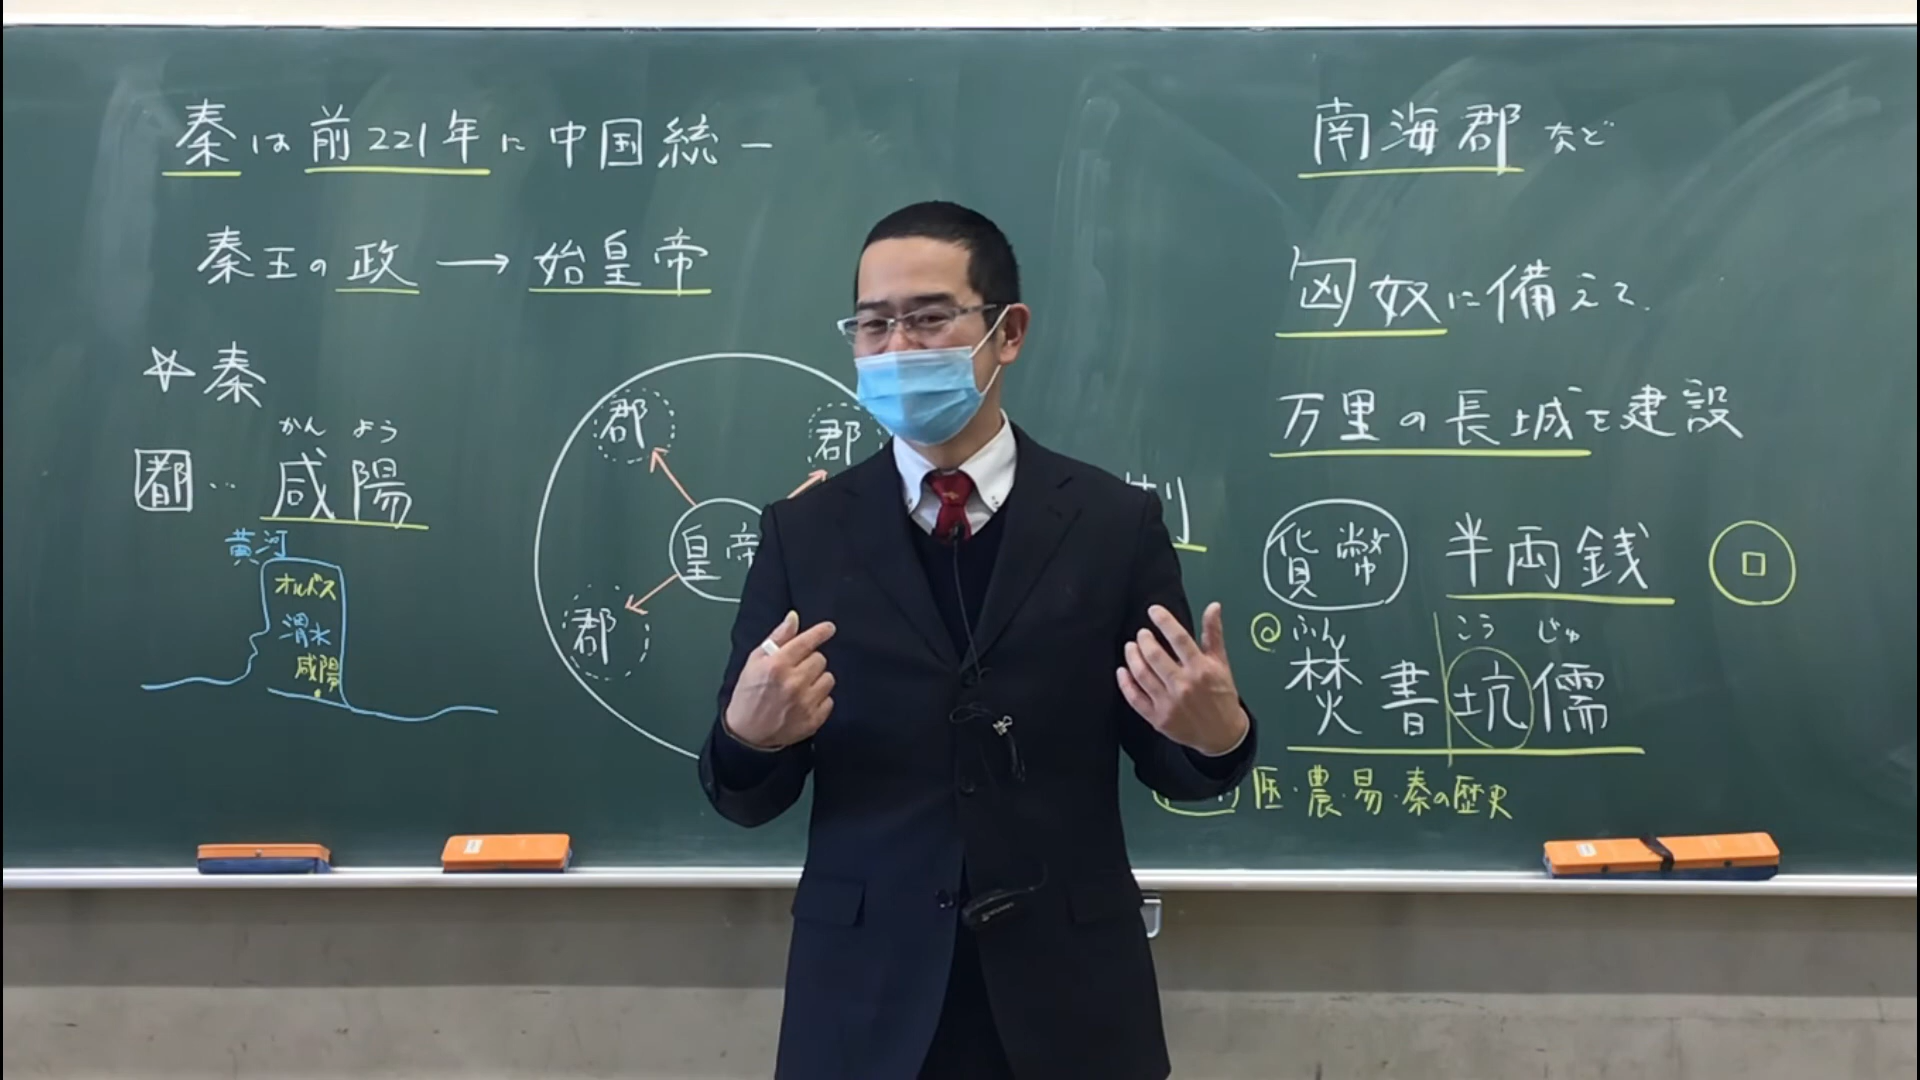 秦は前221年に中国統一
秦王の政→始皇帝
☆秦
かんよう
都…咸陽
黄河
オルドス
渭水
咸陽
郡
郡
皇帝
郡
制
南海郡など
匈奴に備えて
万里の長城を建設
貨幣 半両銭
ふん こう じゅ
焚書坑儒
医・農・易・秦の歴史